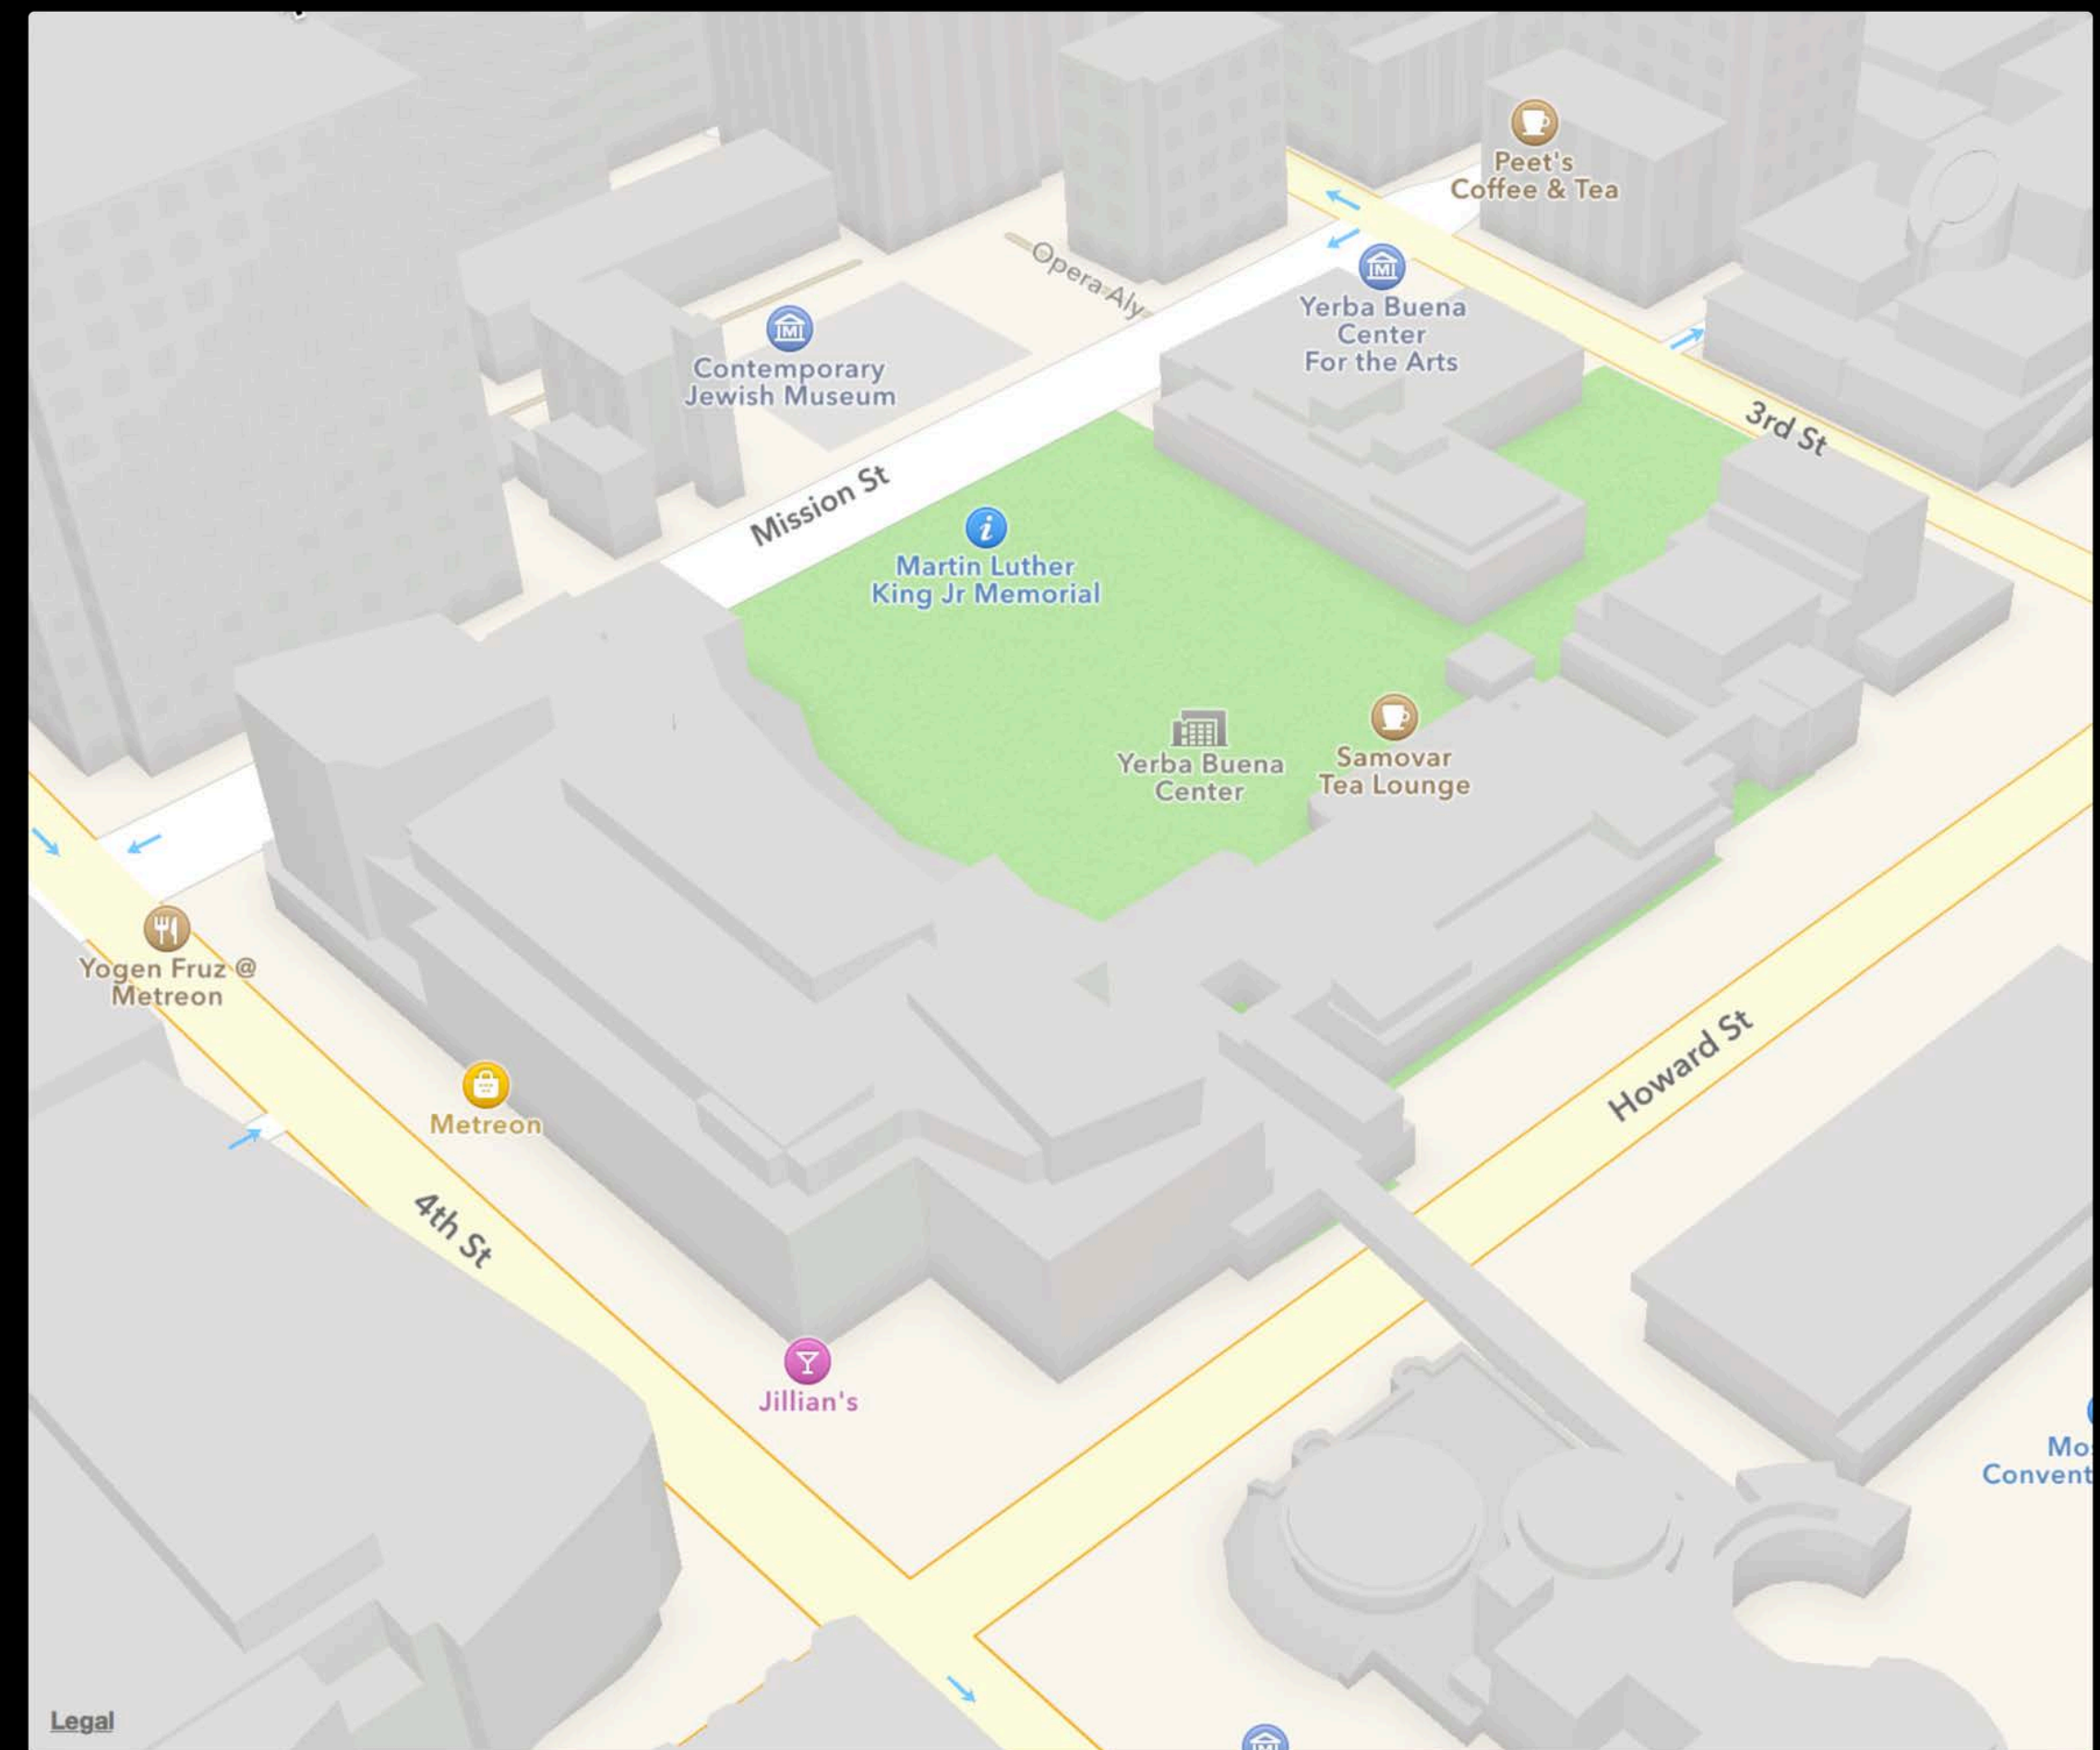 Peet's
Coffee & Tea
Opera Aly
Yerba Buena
Center
For the Arts
Contemporary
Jewish Museum
3rd St
Mission St
Martin Luther
King Jr Memorial
Yerba Buena
Center
Samovar
Tea Lounge
Yogen Fruz @
Metreon
Howard St
Metreon
4th St
Jillian's
Mo
Convent
Legal